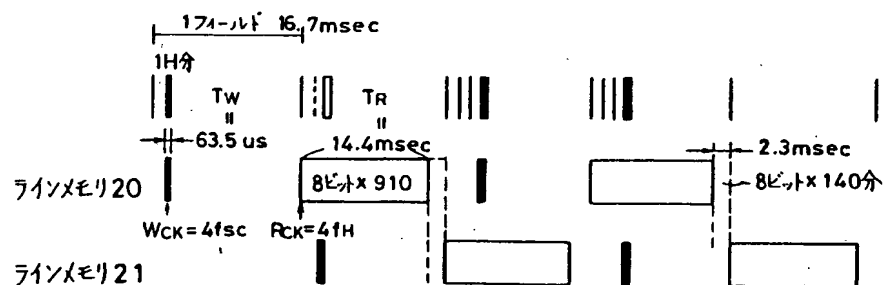 1フィールド 16.7msec
1H分
TW
=
63.5us
TR
=
14.4msec
2.3msec
ラインメモリ20
8ビット×910
8ビット×140分
WCK=4fsc
RCK=4fH
ラインメモリ21